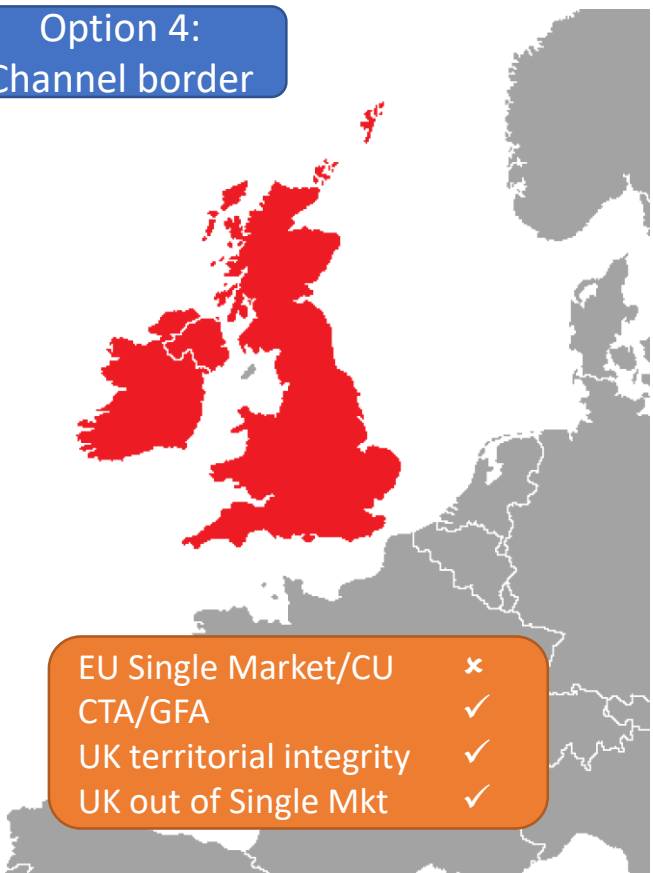 Option 4:
Channel border
EU Single Market/CU ×
CTA/GFA ✓
UK territorial integrity ✓
UK out of Single Mkt ✓